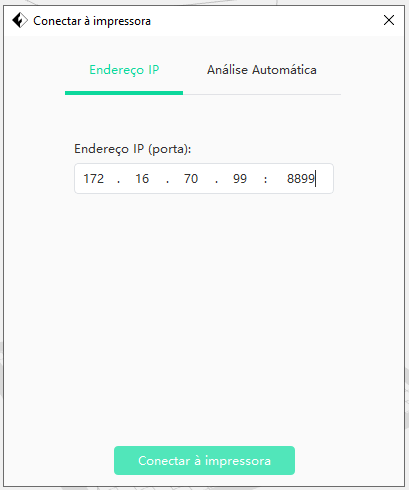 Conectar à impressora
Endereço IP Análise Automática
Endereço IP (porta):
172 . 16 . 70 . 99 : 8899
Conectar à impressora